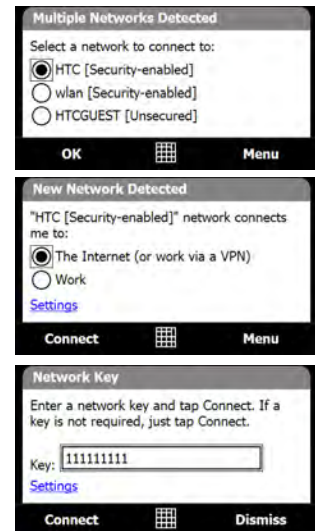 Multiple Networks Detected
Select a network to connect to:
HTC [Security-enabled]
wlan [Security-enabled]
HTCGUEST [Unsecured]
OK Menu
New Network Detected
"HTC [Security-enabled]" network connects
me to:
The Internet (or work via a VPN)
Work
Settings
Connect Menu
Network Key
Enter a network key and tap Connect. If a
key is not required, just tap Connect.
Key: 111111111
Settings
Connect Dismiss